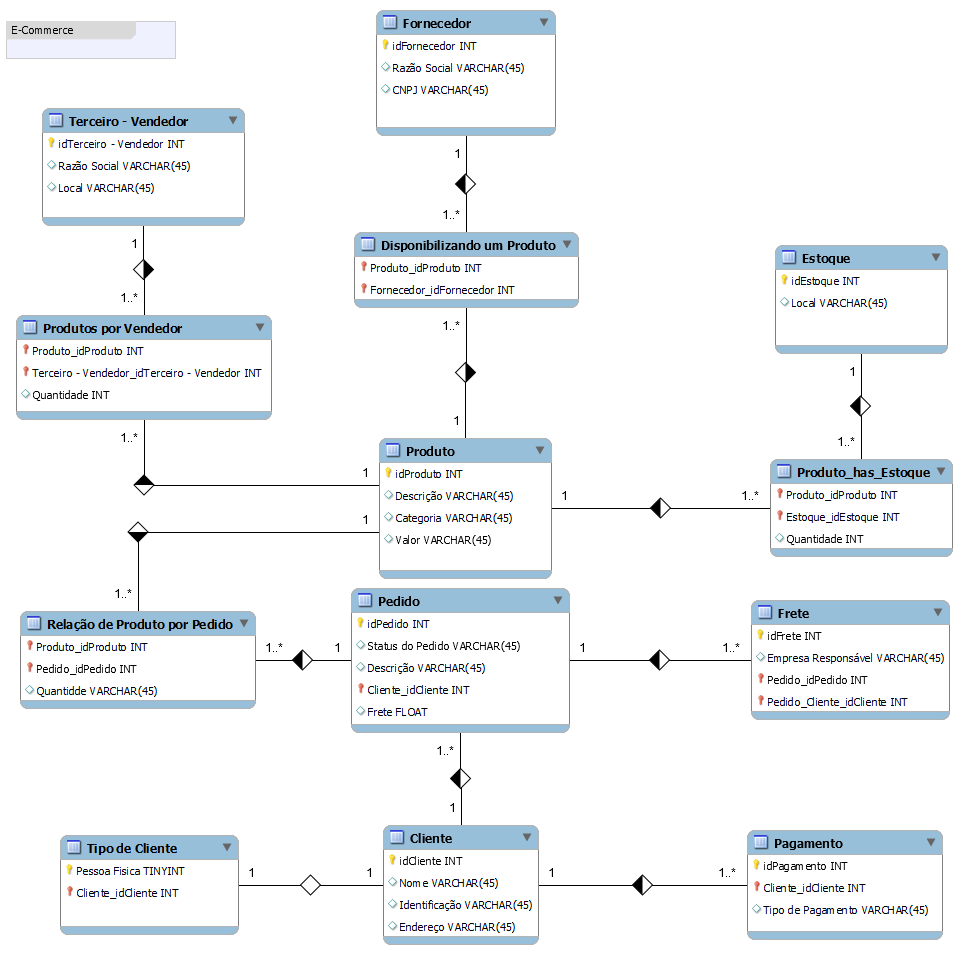 E-Commerce
Fornecedor
idFornecedor INT
Razão Social VARCHAR(45)
CNPJ VARCHAR(45)
1
1..*
Terceiro - Vendedor
idTerceiro - Vendedor INT
Razão Social VARCHAR(45)
Local VARCHAR(45)
1
1..*
Disponibilizando um Produto
Produto_idProduto INT
Fornecedor_idFornecedor INT
1..*
1
Estoque
idEstoque INT
Local VARCHAR(45)
1
1..*
Produtos por Vendedor
Produto_idProduto INT
Terceiro - Vendedor_idTerceiro - Vendedor INT
Quantidade INT
1..*
1
Produto
idProduto INT
Descrição VARCHAR(45)
Categoria VARCHAR(45)
Valor VARCHAR(45)
1
1..*
Produto_has_Estoque
Produto_idProduto INT
Estoque_idEstoque INT
Quantidade INT
1
1..*
Relação de Produto por Pedido
Produto_idProduto INT
Pedido_idPedido INT
Quantidde VARCHAR(45)
1..*
1
Pedido
idPedido INT
Status do Pedido VARCHAR(45)
Descrição VARCHAR(45)
Cliente_idCliente INT
Frete FLOAT
1
1..*
Frete
idFrete INT
Empresa Responsável VARCHAR(45)
Pedido_idPedido INT
Pedido_Cliente_idCliente INT
1..*
1
Tipo de Cliente
Pessoa Fisica TINYINT
Cliente_idCliente INT
1
1
Cliente
idCliente INT
Nome VARCHAR(45)
Identificação VARCHAR(45)
Endereço VARCHAR(45)
1
1..*
Pagamento
idPagamento INT
Cliente_idCliente INT
Tipo de Pagamento VARCHAR(45)